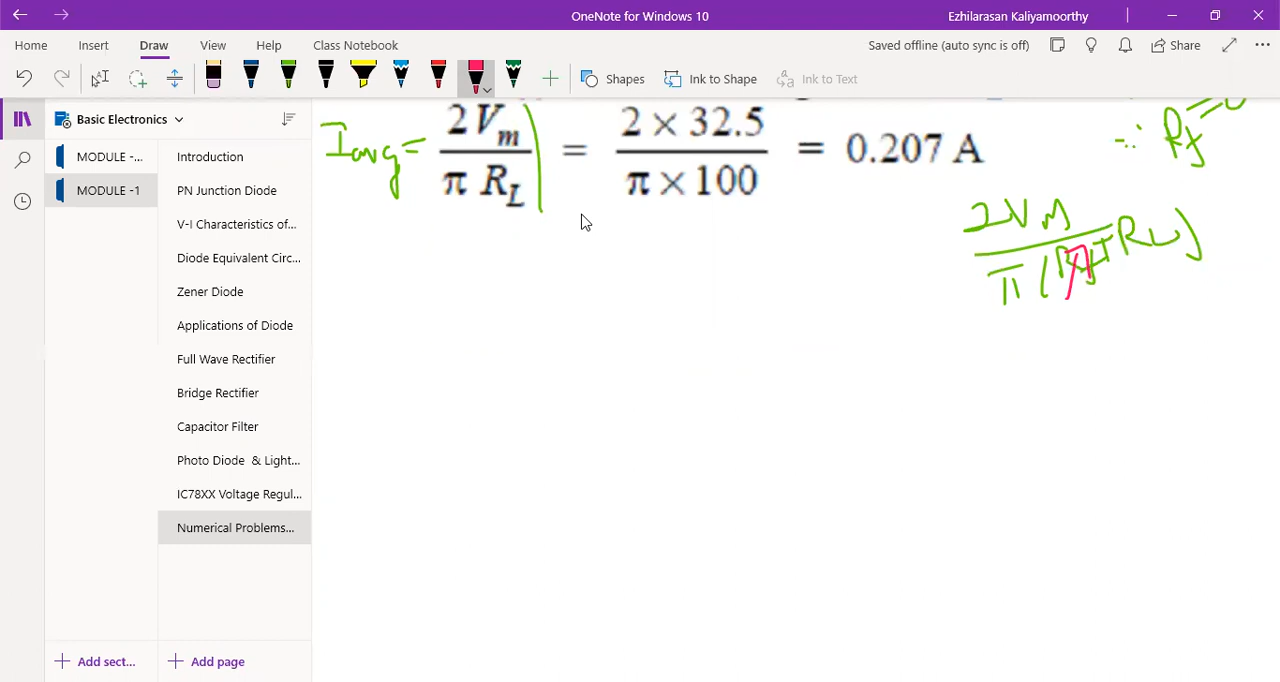 OneNote for Windows 10
Ezhilarasan Kaliyamoorthy
Home Insert Draw View Help Class Notebook
Saved offline (auto sync is off) Share
Shapes Ink to Shape Ink to Text
Basic Electronics
MODULE -...
MODULE -1
Introduction
PN Junction Diode
V-I Characteristics of...
Diode Equivalent Circ...
Zener Diode
Applications of Diode
Full Wave Rectifier
Bridge Rectifier
Capacitor Filter
Photo Diode & Light...
IC78XX Voltage Regul...
Numerical Problems...
Add sect... Add page
Iavg = 2 Vm / π RL = 2 × 32.5 / π × 100 = 0.207 A
∵ Rf = 0
2VM / π (Rf + RL)